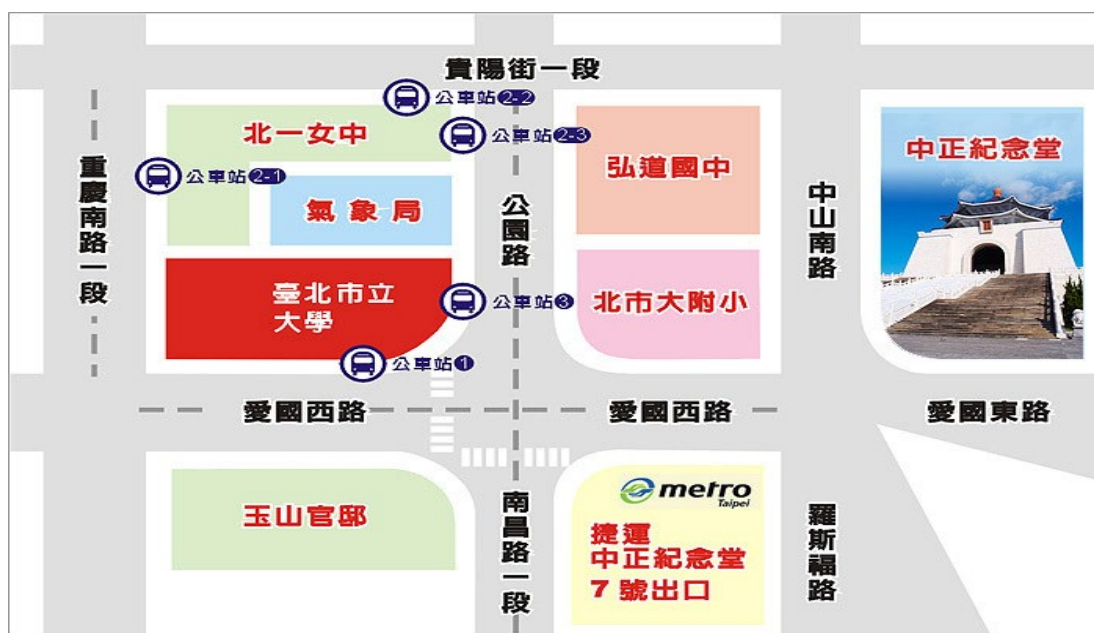 貴陽街一段
公車站2-2
北一女中
公車站2-3
弘道國中
中正紀念堂
重慶南路一段
公車站2-1
氣象局
公園路
中山南路
臺北市立
大學
公車站3
北市大附小
公車站1
愛國西路
愛國西路
愛國東路
玉山官邸
南昌路一段
metro
Taipei
捷運
中正紀念堂
7號出口
羅斯福路